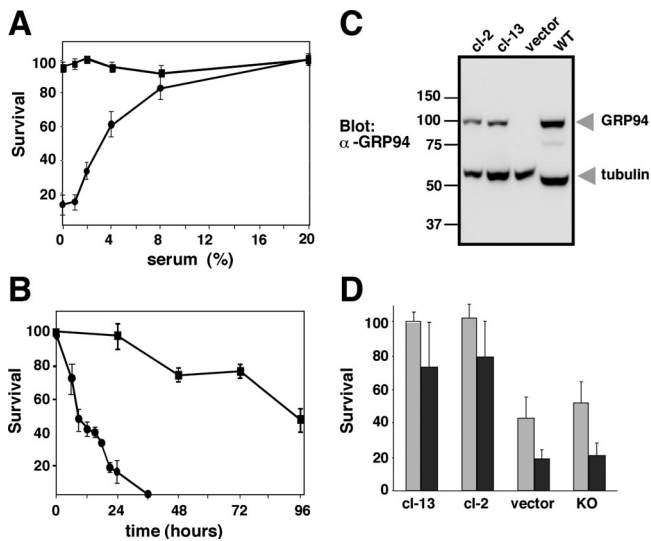 A
100
80
60
40
20
Survival
0
4
8
12
16
20
serum (%)
B
100
80
60
40
20
Survival
0
24
48
72
96
time (hours)
C
cl-2
cl-13
vector
WT
Blot:
α-GRP94
150
100
75
50
37
GRP94
tubulin
D
100
80
60
40
20
0
Survival
cl-13
cl-2
vector
KO